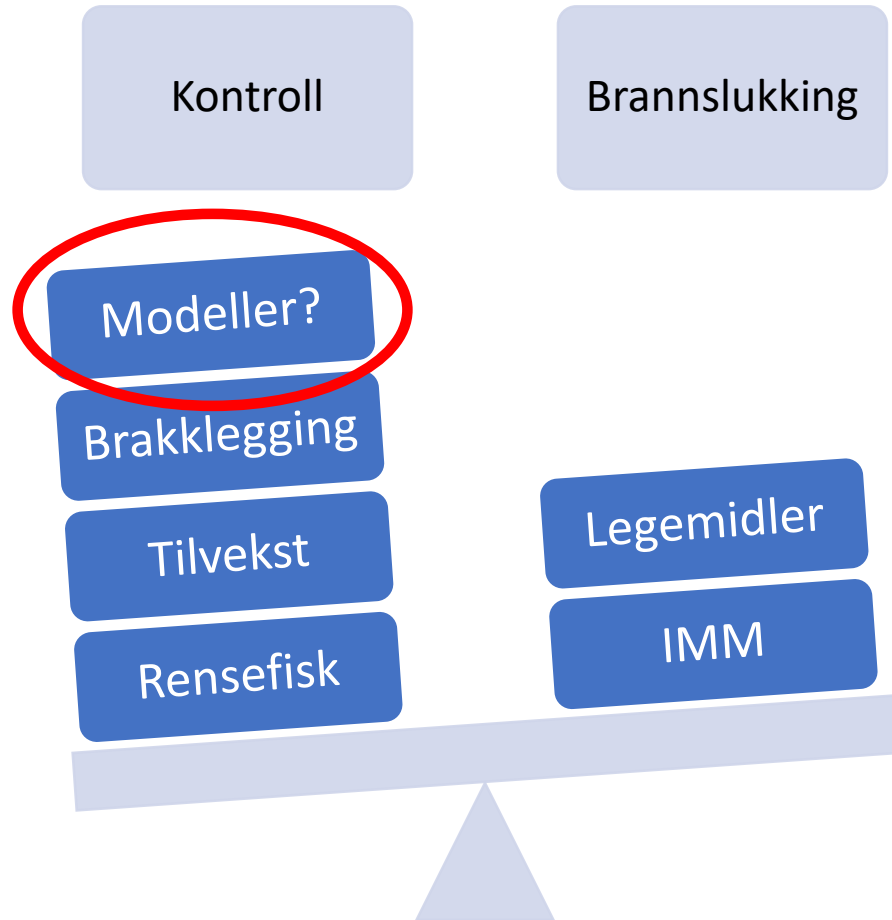 Kontroll
Brannslukking
Modeller?
Brakklegging
Tilvekst
Rensefisk
Legemidler
IMM